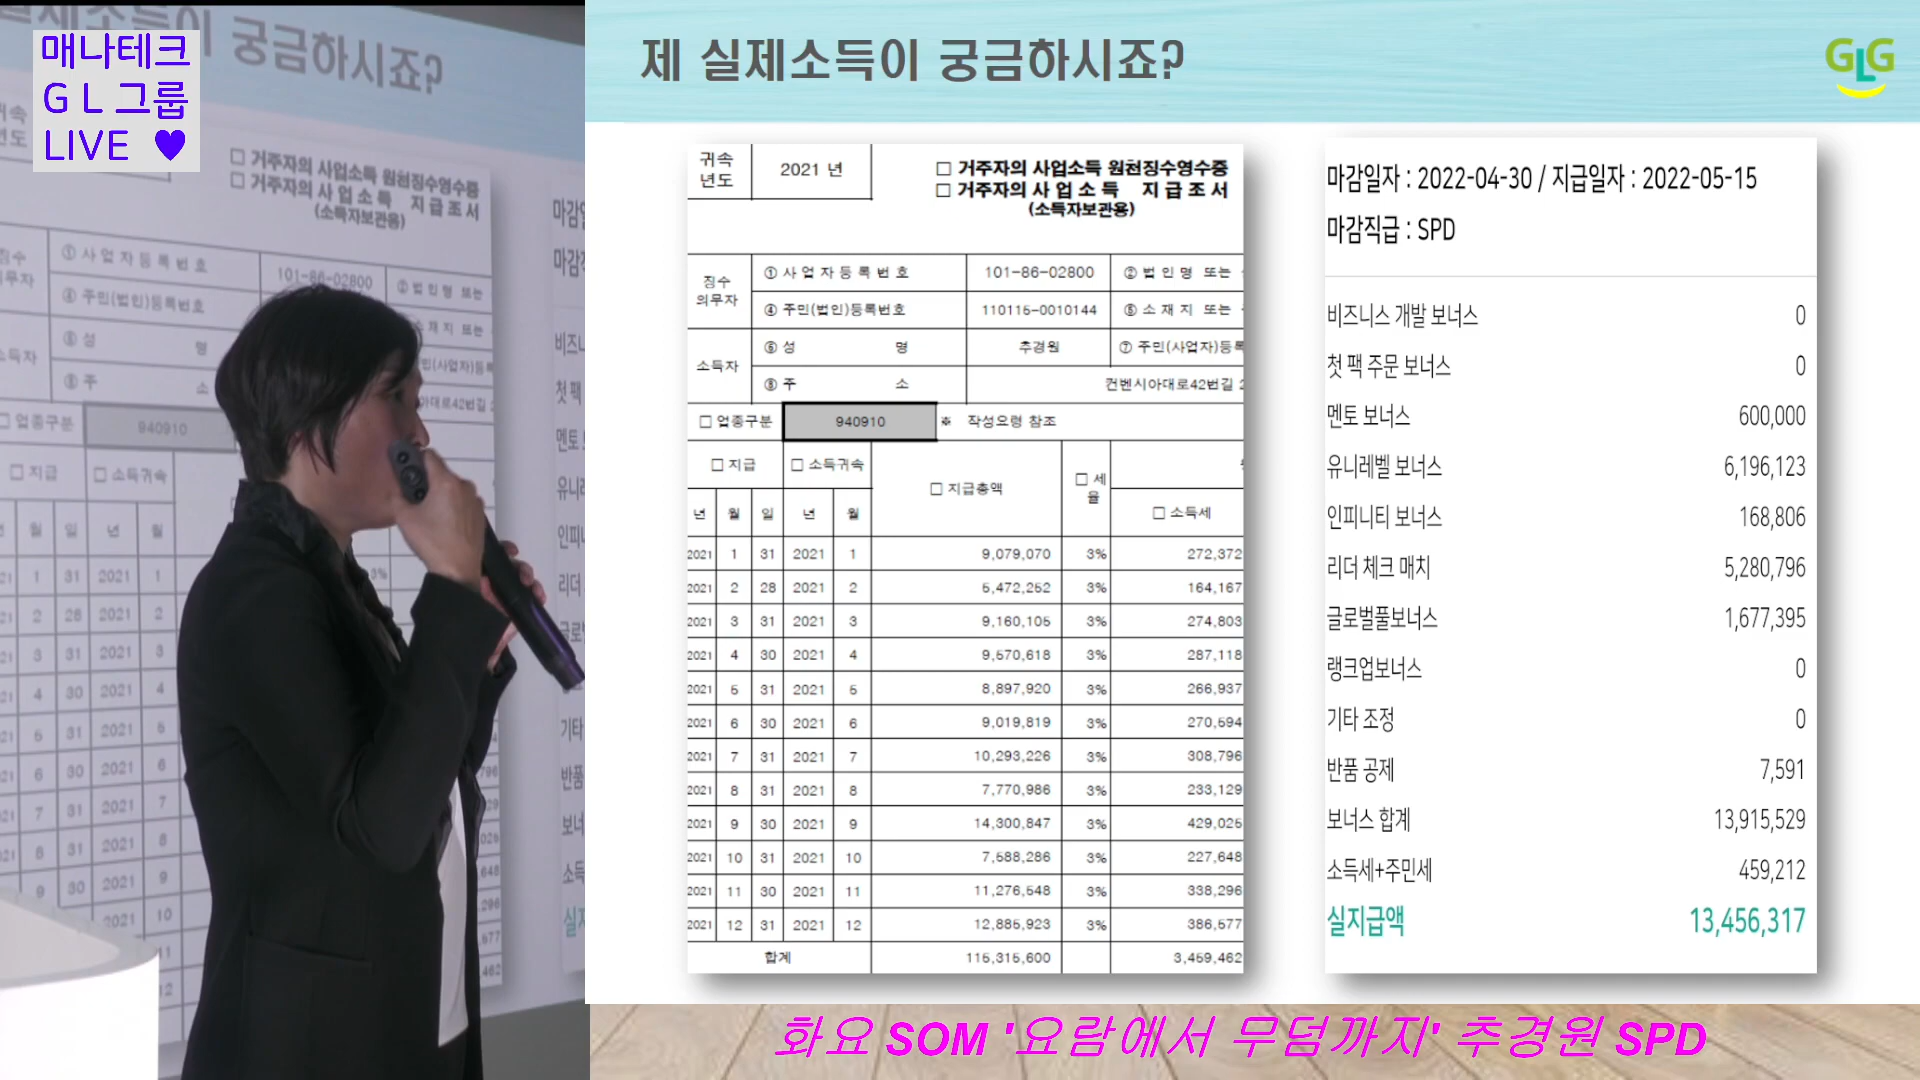 매나테크
G L 그룹
LIVE ♥
제 실제소득이 궁금하시죠?
GLG
귀속
년도
2021 년
□ 거주자의 사업소득 원천징수영수증
□ 거주자의 사 업 소 득 지 급 조 서
(소득자보관용)
징수
의무자
① 사 업 자 등 록 번 호 101-86-02800 ② 법 인 명 또는
④ 주민(법인)등록번호 110115-0010144 ⑤ 소 재 지 또는
소득자
⑥ 성 명 추경원 ⑦ 주민(사업자)등록
⑧ 주 소 컨벤시아대로42번길 2
□ 업종구분 940910 ※ 작성요령 참조
□ 지급 □ 소득귀속 □ 지급총액 □ 세율
년 월 일 년 월 □ 소득세
2021 1 31 2021 1 9,079,070 3% 272,372
2021 2 28 2021 2 5,472,252 3% 164,167
2021 3 31 2021 3 9,160,105 3% 274,803
2021 4 30 2021 4 9,570,618 3% 287,118
2021 5 31 2021 5 8,897,920 3% 266,937
2021 6 30 2021 6 9,019,819 3% 270,594
2021 7 31 2021 7 10,293,226 3% 308,796
2021 8 31 2021 8 7,770,986 3% 233,129
2021 9 30 2021 9 14,300,847 3% 429,025
2021 10 31 2021 10 7,588,286 3% 227,648
2021 11 30 2021 11 11,276,548 3% 338,296
2021 12 31 2021 12 12,885,923 3% 386,577
합계 115,315,600 3,459,462
마감일자 : 2022-04-30 / 지급일자 : 2022-05-15
마감직급 : SPD
비즈니스 개발 보너스 0
첫 팩 주문 보너스 0
멘토 보너스 600,000
유니레벨 보너스 6,196,123
인피니티 보너스 168,806
리더 체크 매치 5,280,796
글로벌풀보너스 1,677,395
랭크업보너스 0
기타 조정 0
반품 공제 7,591
보너스 합계 13,915,529
소득세+주민세 459,212
실지급액 13,456,317
화요 SOM '요람에서 무덤까지' 추경원 SPD